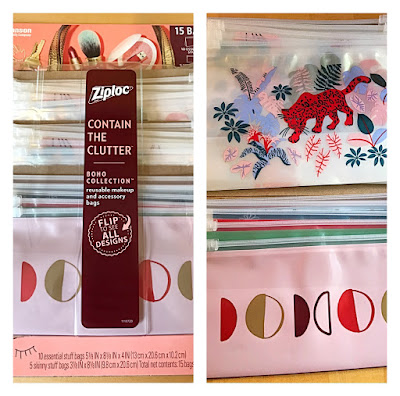 15 BA
Ziploc
CONTAIN
THE
CLUTTER
BOHO
COLLECTION™
reusable makeup
and accessory
bags
FLIP
TO SEE
ALL
DESIGNS
10 essential stuff bags 5⅛ IN x 8⅛ IN x 4 IN (13 cm x 20.6 cm x 10.2 cm)
5 skinny stuff bags 3⅞ IN x 8⅛ IN (9.8 cm x 20.6 cm) Total net contents: 15 bags